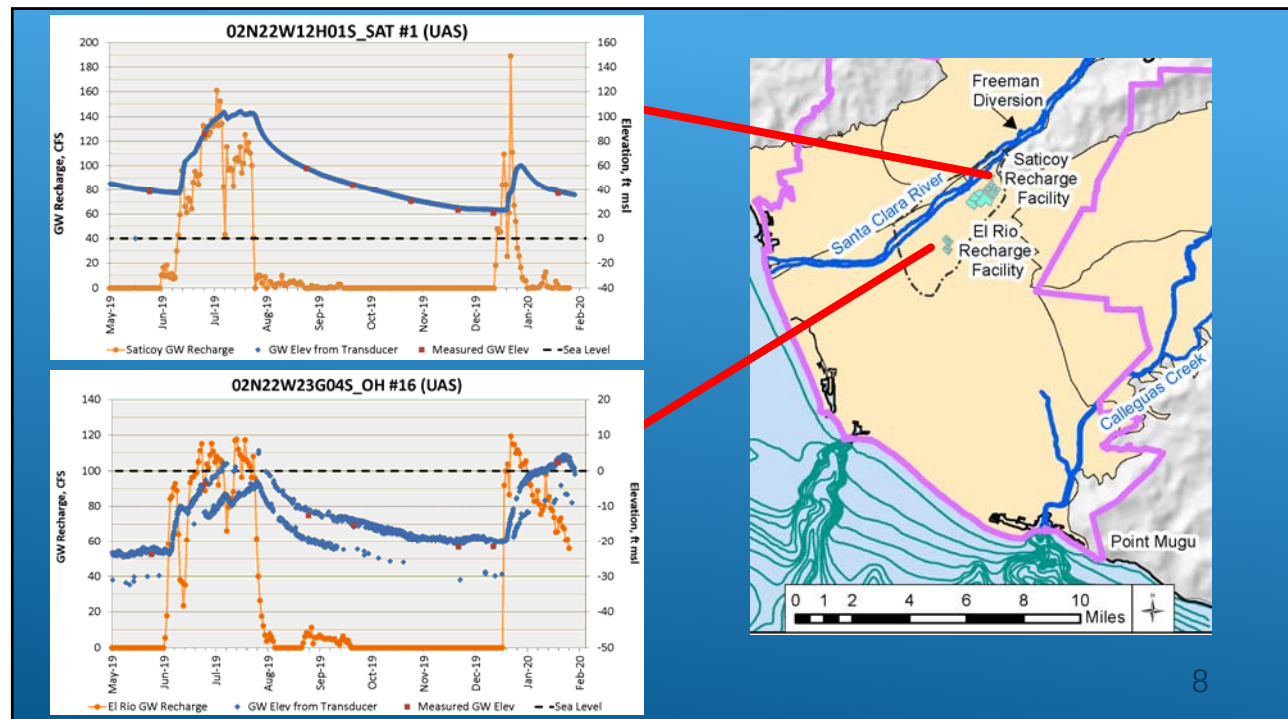 02N22W12H01S_SAT #1 (UAS)
GW Recharge, CFS
200
180
160
140
120
100
80
60
40
20
0
160
140
120
100
80
60
40
20
0
-20
-40
Elevation, ft msl
May-19
Jun-19
Jul-19
Aug-19
Sep-19
Oct-19
Nov-19
Dec-19
Jan-20
Feb-20
Saticoy GW Recharge
GW Elev from Transducer
Measured GW Elev
Sea Level
02N22W23G04S_OH #16 (UAS)
GW Recharge, CFS
140
120
100
80
60
40
20
0
20
10
0
-10
-20
-30
-40
-50
Elevation, ft msl
May-19
Jun-19
Jul-19
Aug-19
Sep-19
Oct-19
Nov-19
Dec-19
Jan-20
Feb-20
El Rio GW Recharge
GW Elev from Transducer
Measured GW Elev
Sea Level
Freeman
Diversion
Saticoy
Recharge
Facility
Santa Clara River
El Rio
Recharge
Facility
Calleguas Creek
Point Mugu
0 1 2 4 6 8 10
Miles
N
8